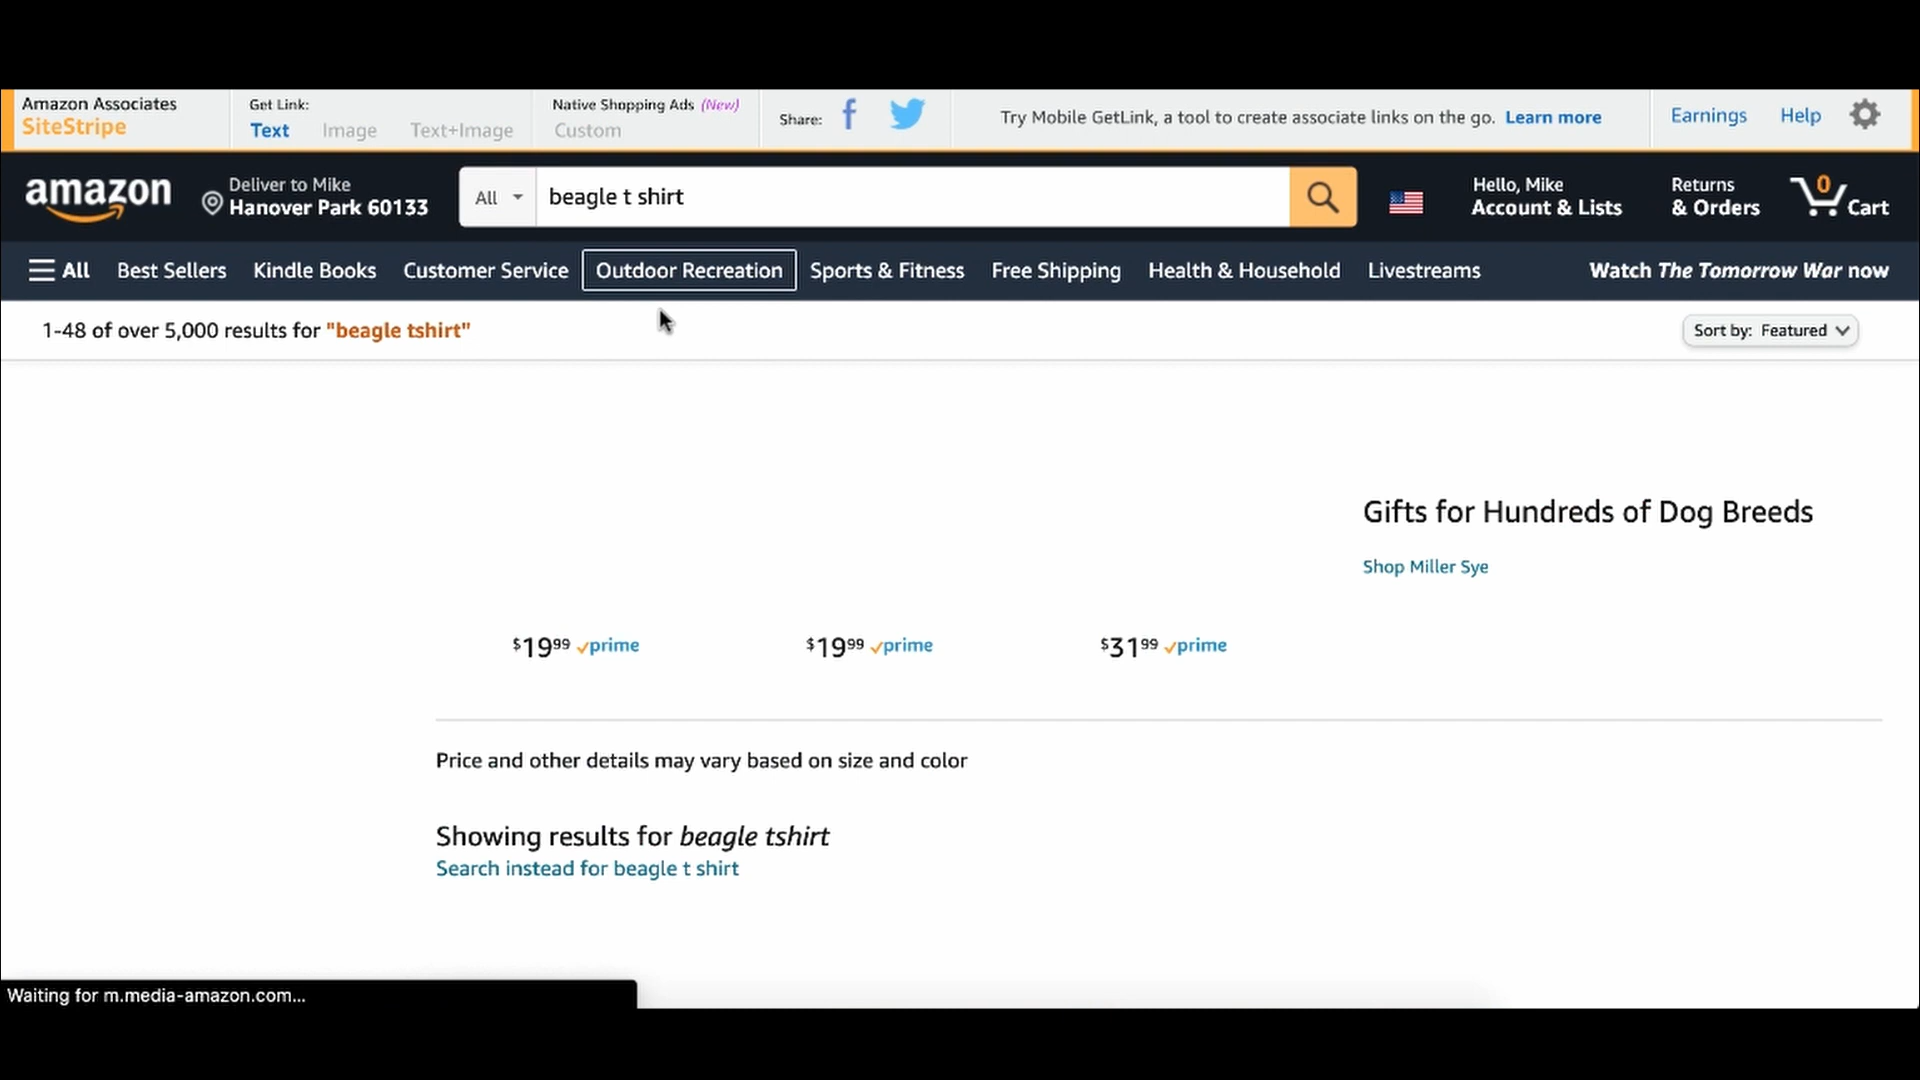 Amazon Associates
SiteStripe
Get Link:
Text Image Text+Image
Native Shopping Ads (New)
Custom
Share:
Try Mobile GetLink, a tool to create associate links on the go. Learn more
Earnings Help
amazon
Deliver to Mike
Hanover Park 60133
All
beagle t shirt
Hello, Mike
Account & Lists
Returns
& Orders
0
Cart
All Best Sellers Kindle Books Customer Service Outdoor Recreation Sports & Fitness Free Shipping Health & Household Livestreams Watch The Tomorrow War now
1-48 of over 5,000 results for "beagle tshirt"
Sort by: Featured
Gifts for Hundreds of Dog Breeds
Shop Miller Sye
$1999 prime $1999 prime $3199 prime
Price and other details may vary based on size and color
Showing results for beagle tshirt
Search instead for beagle t shirt
Waiting for m.media-amazon.com...